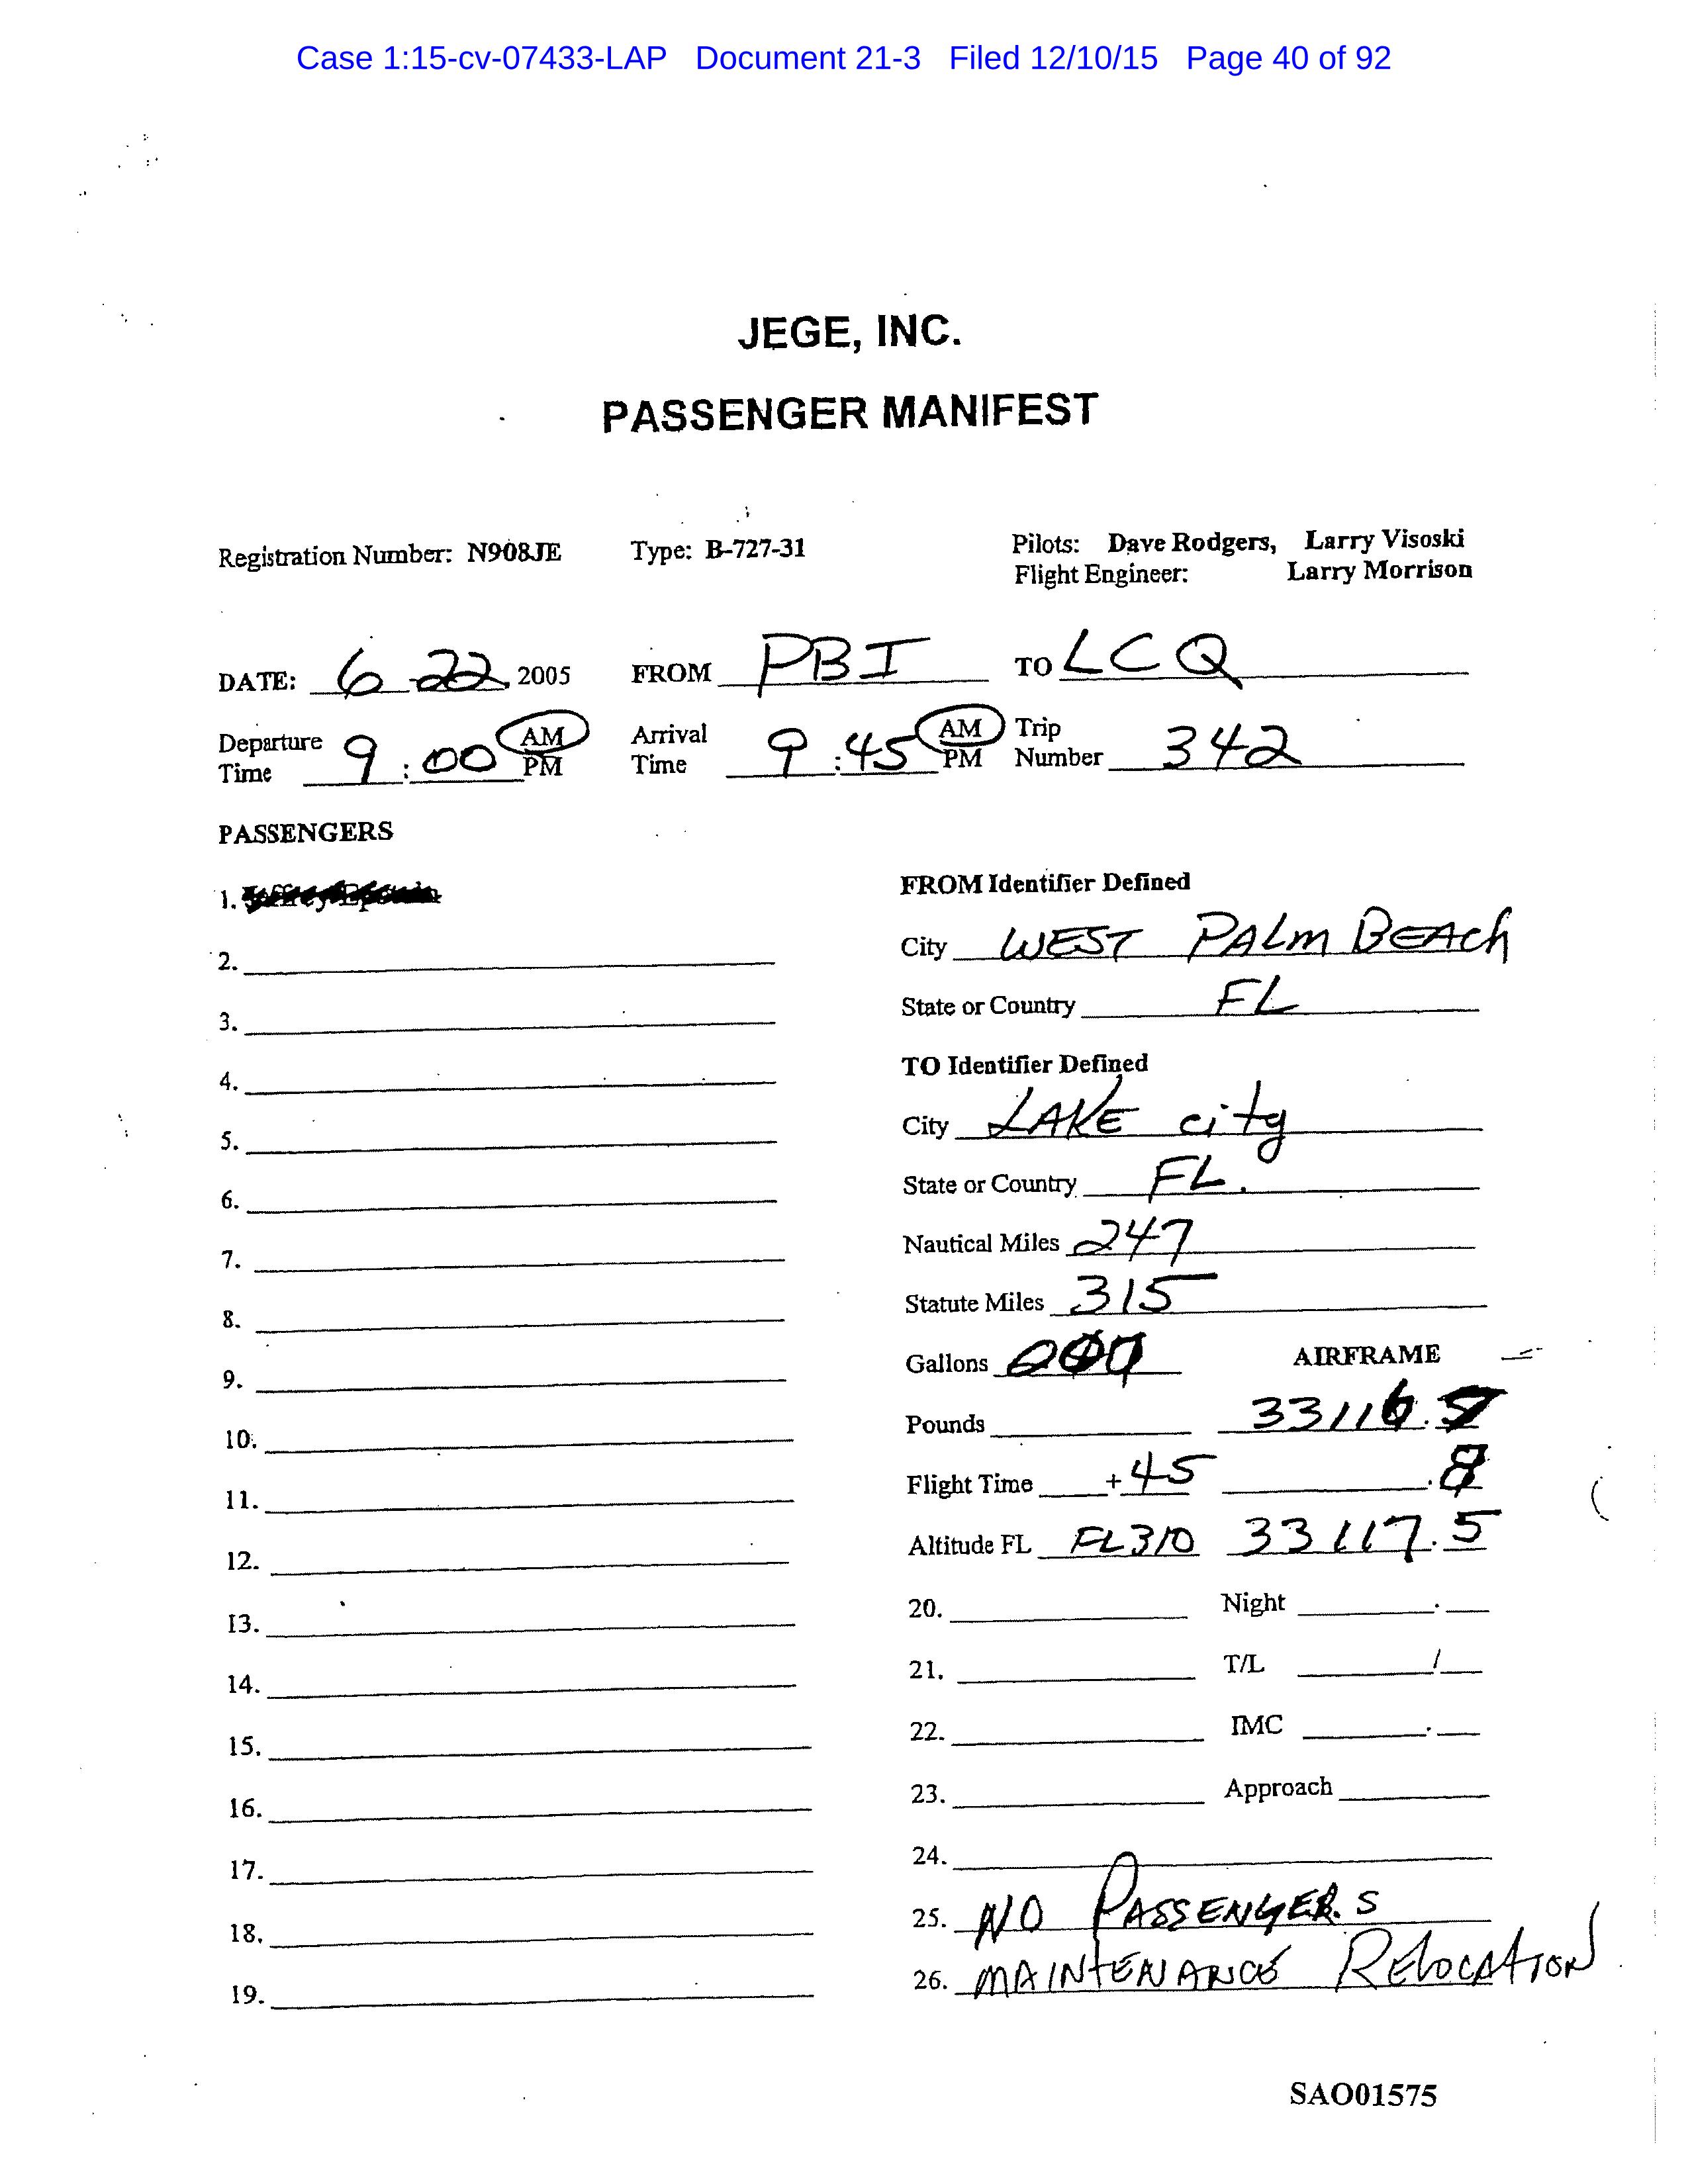 Case 1:15-cv-07433-LAP Document 21-3 Filed 12/10/15 Page 40 of 92
JEGE, INC.
PASSENGER MANIFEST
Registration Number: N908JE Type: B-727-31 Pilots: Dave Rodgers, Larry Visoski
Flight Engineer: Larry Morrison
DATE: 6 22, 2005 FROM PBI TO LCQ
Departure Time 9:00 AM PM Arrival Time 9:45 AM PM Trip Number 342
PASSENGERS
1.
FROM Identifier Defined
2.
City WEST PALM BEACH
3.
State or Country FL
4.
TO Identifier Defined
5.
City LAKE city
6.
State or Country FL.
7.
Nautical Miles 247
8.
Statute Miles 315
9.
Gallons AIRFRAME
10.
Pounds 33116.
11.
Flight Time +45 .8
12.
Altitude FL FL310 33117.5
13.
20. Night .
14.
21. T/L /
15.
22. IMC .
16.
23. Approach
17.
24.
18.
25. NO PASSENGERS
19.
26. MAINTENANCE RELOCATION
SAO01575